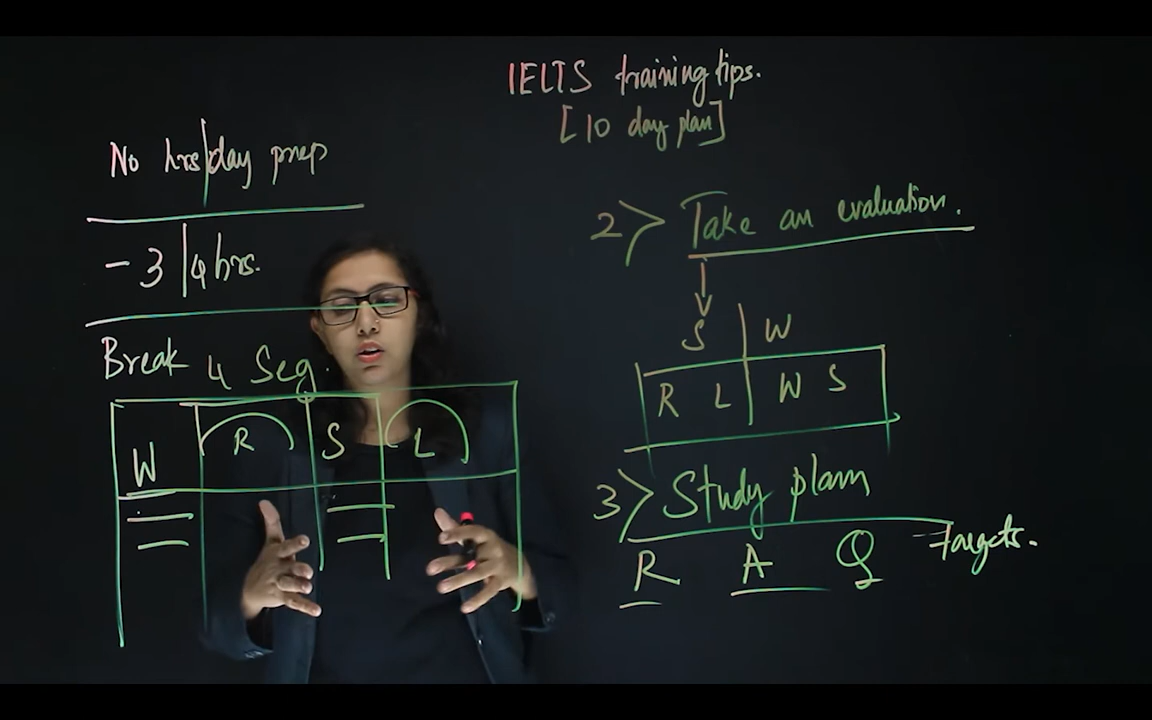 IELTS training tips.
[10 day plan]
No hrs/day prep
- 3/4 hrs.
Break 4 Seg.
W R S L
2> Take an evaluation.
S W
R L W S
3> Study plan
- Targets.
R A Q